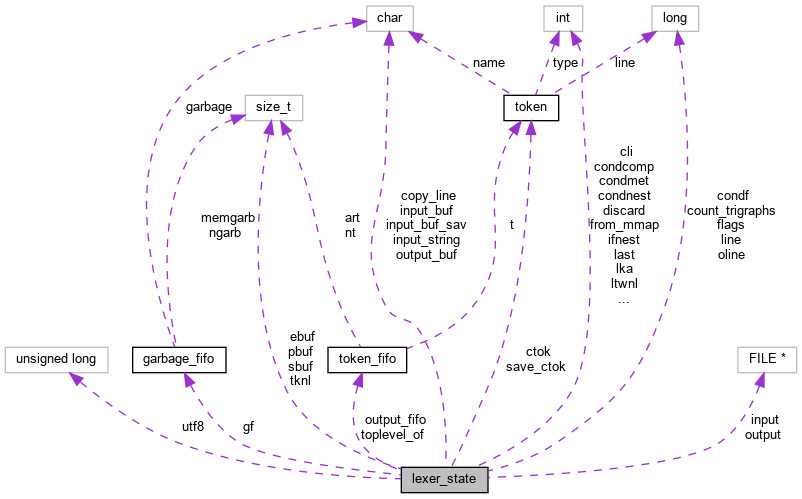 char
int
long
name
type
line
garbage
size_t
token
memgarb
ngarb
art
nt
copy_line
input_buf
input_buf_sav
input_string
output_buf
t
cli
condcomp
condmet
condnest
discard
from_mmap
ifnest
last
lka
ltwnl
...
condf
count_trigraphs
flags
line
oline
unsigned long
garbage_fifo
ebuf
pbuf
sbuf
tknl
token_fifo
ctok
save_ctok
FILE *
utf8
gf
output_fifo
toplevel_of
input
output
lexer_state